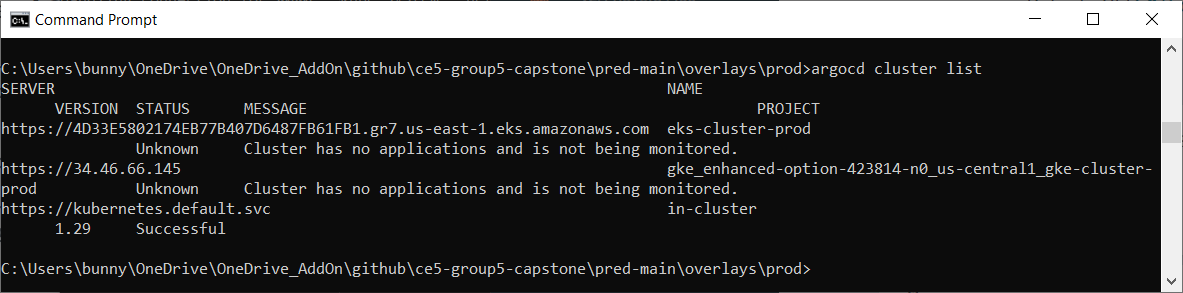 Command Prompt
C:\Users\bunny\OneDrive\OneDrive_AddOn\github\ce5-group5-capstone\pred-main\overlays\prod>argocd cluster list
SERVER                                                                    NAME
      VERSION  STATUS      MESSAGE                                                  PROJECT
https://4D33E5802174EB77B407D6487FB61FB1.gr7.us-east-1.eks.amazonaws.com  eks-cluster-prod
               Unknown     Cluster has no applications and is not being monitored.
https://34.46.66.145                                                      gke_enhanced-option-423814-n0_us-central1_gke-cluster-
prod           Unknown     Cluster has no applications and is not being monitored.
https://kubernetes.default.svc                                            in-cluster
      1.29     Successful
C:\Users\bunny\OneDrive\OneDrive_AddOn\github\ce5-group5-capstone\pred-main\overlays\prod>